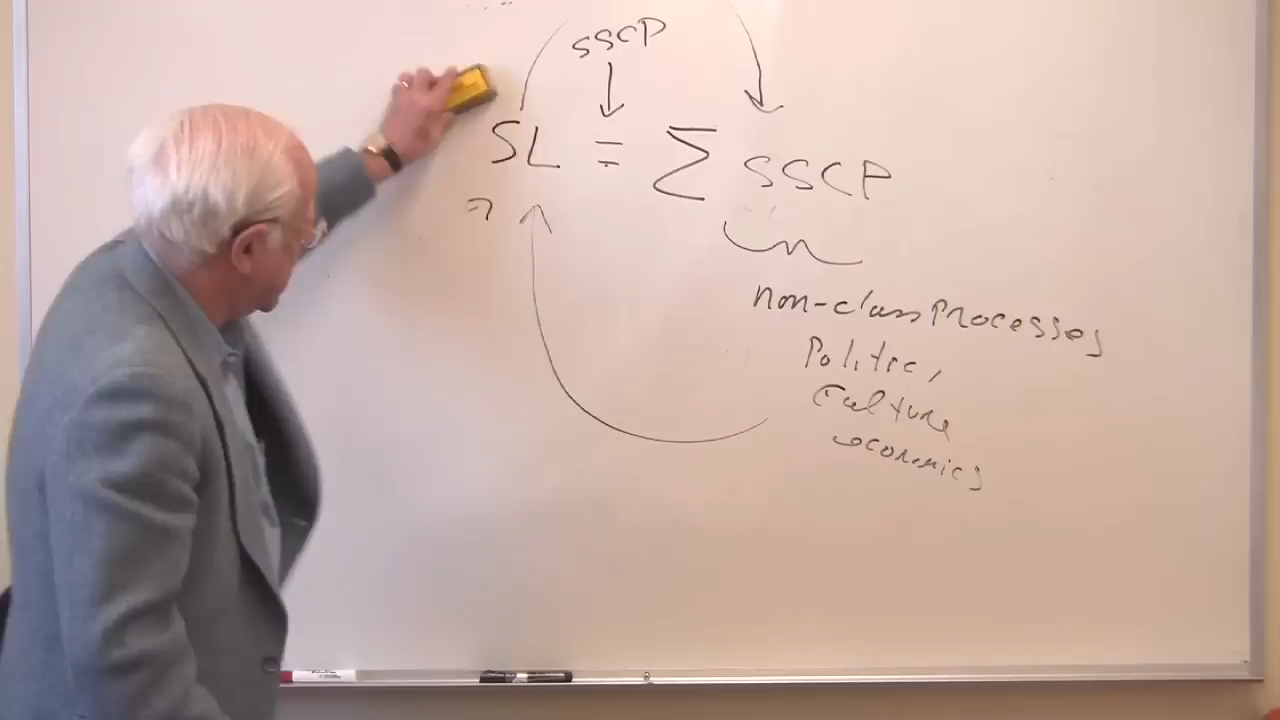 SSCP
SL = Σ SSCP
non-class Processes
Politic,
Culture
economics